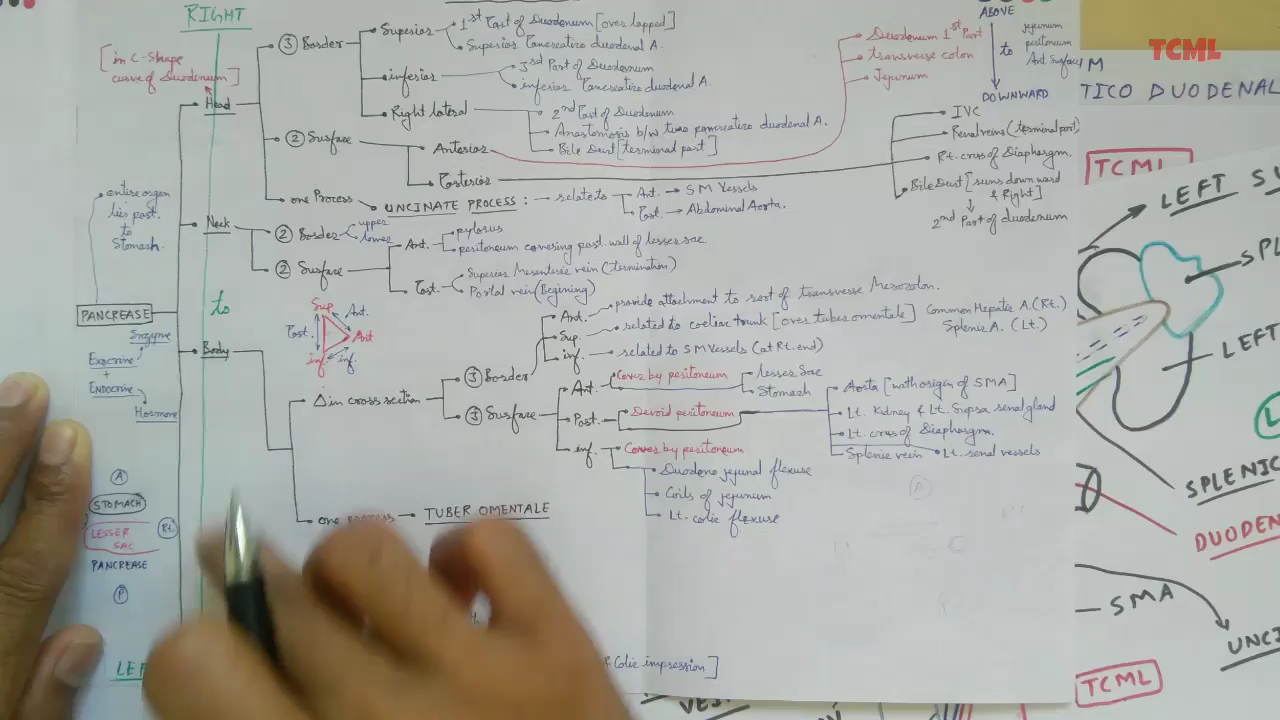 RIGHT
[in C-Shape
curve of Duodenum]
Head
③ Border
Superior
1st Part of Duodenum [over lapped]
Superior Pancreatico duodenal A.
inferior
3rd Part of Duodenum
inferior Pancreatico duodenal A.
Right lateral
2nd Part of Duodenum
Anastomosis b/w two pancreatico duodenal A.
Bile Duct [terminal part]
② Surface
Anterior
Duodenum 1st Part
transverse colon
Jejunum
ABOVE
to
DOWNWARD
jejunum
peritoneum
Ant. Surface
Posterior
IVC
Renal veins (terminal part)
Rt. crus of Diaphragm.
Bile Duct [runs down ward
& Right]
2nd Part of duodenum
one Process
UNCINATE PROCESS :
relate to
Ant. → SM Vessels
Post. → Abdominal Aorta.
entire organ
lies post.
to
Stomach.
Neck
② Border
upper
lower
② Surface
Ant.
pylorus
peritoneum covering post. wall of lesser sac
Post.
Superior Mesenteric vein (termination)
Portal vein (Begining)
PANCREASE
Enzyme
Exocrine
+
Endocrine
Hormone
to
Sup.
Ant.
Post.
Ant
Inf.
inf.
Body
∆ in cross section
③ Border
Ant.
provide attachment to root of transverse Mesocolon.
Sup.
related to coeliac trunk [over tuber omentale]
Common Hepatic A. (Rt.)
Splenic A. (Lt.)
inf.
related to SM Vessels (at Rt. end)
③ Surface
Ant.
Cover by peritoneum
lesser Sac
Stomach
Post.
Devoid peritoneum
Aorta [with origin of SMA]
Lt. Kidney & Lt. Supra renal gland
Lt. crus of Diaphragm.
Splenic vein
Lt. renal vessels
inf.
Cover by peritoneum
Duodeno jejunal flexure
Coils of jejunum
Lt. colic flexure
one process
TUBER OMENTALE
A
STOMACH
LESSER
SAC
Rt.
PANCREASE
P
Colic impression]
TCML
M
TICO DUODENAL
TCML
LEFT
SPL
LEFT
SPLENIC
DUODEN
SMA
UNCI
TCML